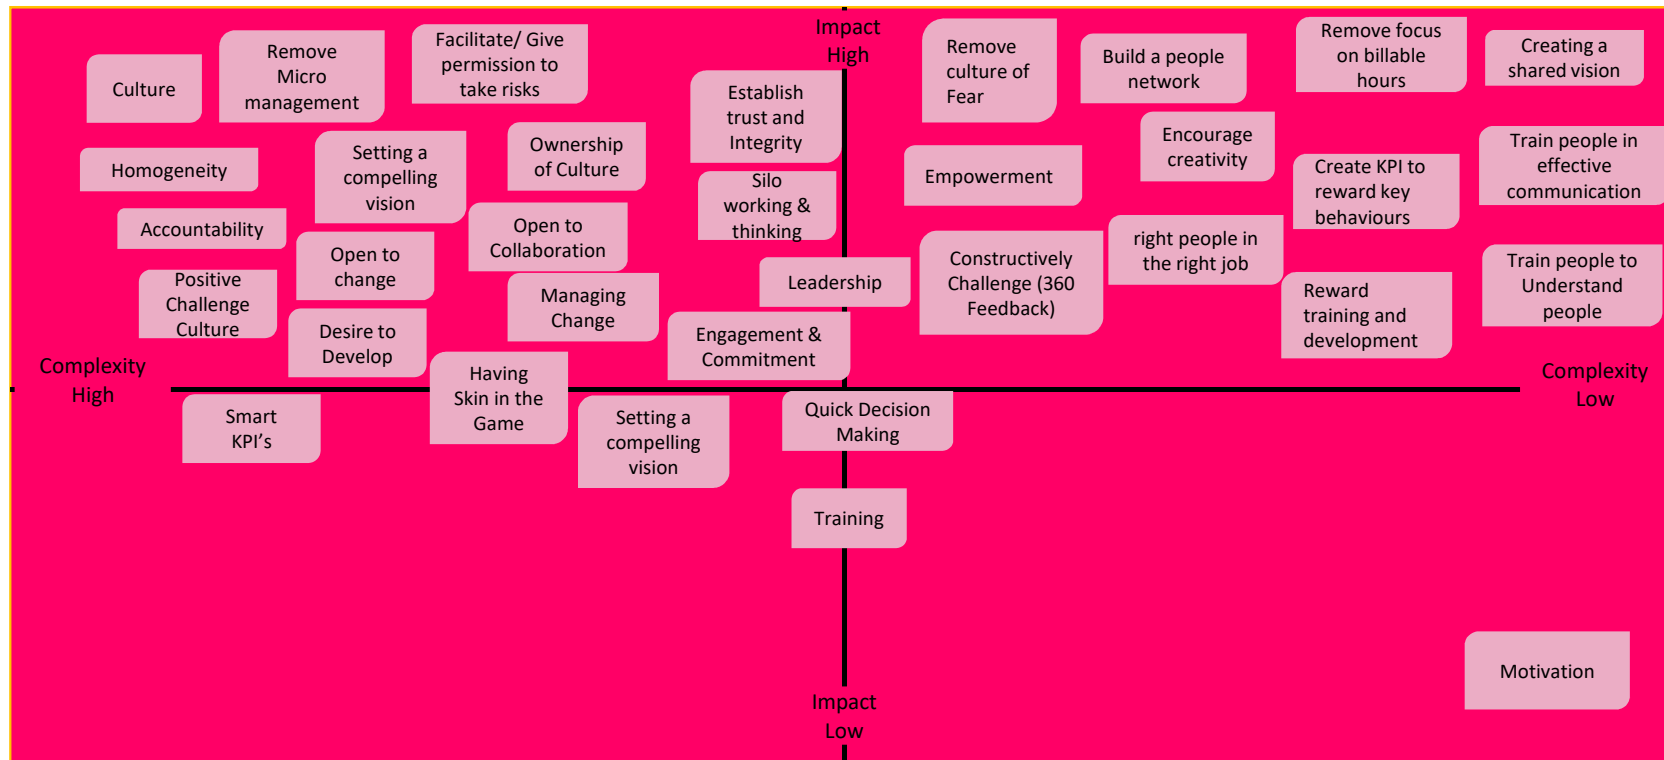 Impact
High
Culture
Remove
Micro
management
Facilitate/ Give
permission to
take risks
Establish
trust and
Integrity
Homogeneity
Setting a
compelling
vision
Ownership
of Culture
Silo
working &
thinking
Accountability
Open to
change
Open to
Collaboration
Leadership
Positive
Challenge
Culture
Desire to
Develop
Managing
Change
Engagement &
Commitment
Remove
culture of
Fear
Build a people
network
Remove focus
on billable
hours
Creating a
shared vision
Empowerment
Encourage
creativity
Create KPI to
reward key
behaviours
Train people in
effective
communication
Constructively
Challenge (360
Feedback)
right people in
the right job
Reward
training and
development
Train people to
Understand
people
Complexity
High
Complexity
Low
Smart
KPI's
Having
Skin in the
Game
Setting a
compelling
vision
Quick Decision
Making
Training
Motivation
Impact
Low